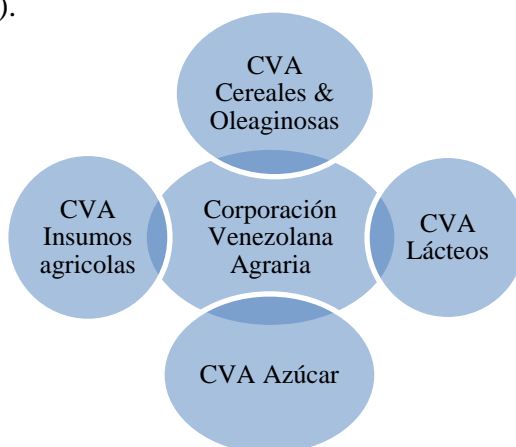 ).
CVA
Cereales &
Oleaginosas
CVA
Insumos
agricolas
Corporación
Venezolana
Agraria
CVA
Lácteos
CVA Azúcar